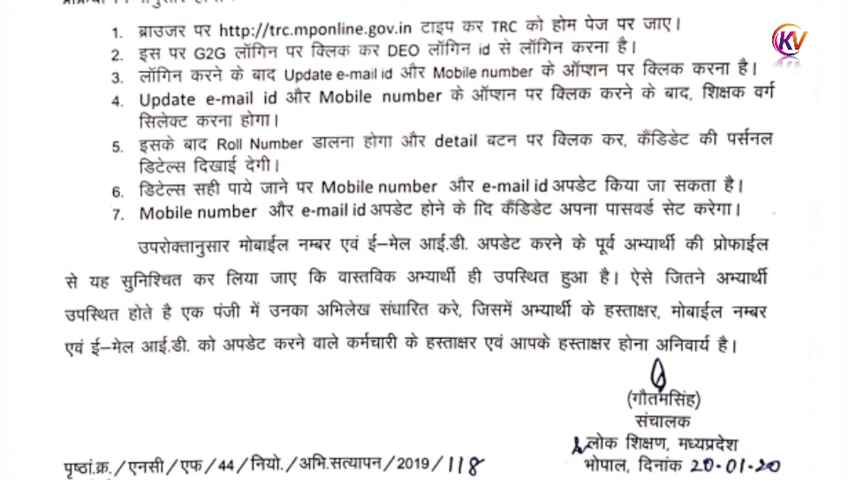 1. ब्राउजर पर http://trc.mponline.gov.in टाइप कर TRC को होम पेज पर जाए।
2. इस पर G2G लॉगिन पर क्लिक कर DEO लॉगिन id से लॉगिन करना है।
3. लॉगिन करने के बाद Update e-mail id और Mobile number के ऑप्शन पर क्लिक करना है।
4. Update e-mail id और Mobile number के ऑप्शन पर क्लिक करने के बाद, शिक्षक वर्ग
सिलेक्ट करना होगा।
5. इसके बाद Roll Number डालना होगा और detail बटन पर क्लिक कर, कैंडिडेट की पर्सनल
डिटेल्स दिखाई देगी।
6. डिटेल्स सही पाये जाने पर Mobile number और e-mail id अपडेट किया जा सकता है।
7. Mobile number और e-mail id अपडेट होने के कैंडिडेट अपना पासवर्ड सेट करेगा।
उपरोक्तानुसार मोबाईल नम्बर एवं ई–मेल आई.डी. अपडेट करने के पूर्व अभ्यार्थी की प्रोफाईल
से यह सुनिश्चित कर लिया जाए कि वास्तविक अभ्यार्थी ही उपस्थित हुआ है। ऐसे जितने अभ्यार्थी
उपस्थित होते है एक पंजी में उनका अभिलेख संधारित करे, जिसमें अभ्यार्थी के हस्ताक्षर, मोबाईल नम्बर
एवं ई–मेल आई.डी. को अपडेट करने वाले कर्मचारी के हस्ताक्षर एवं आपके हस्ताक्षर होना अनिवार्य है।
(गौतमसिंह)
संचालक
लोक शिक्षण, मध्यप्रदेश
पृष्ठां.क्र./एनसी/एफ/44/नियो./अभि.सत्यापन/2019/118
भोपाल, दिनांक 20-01-20
KV